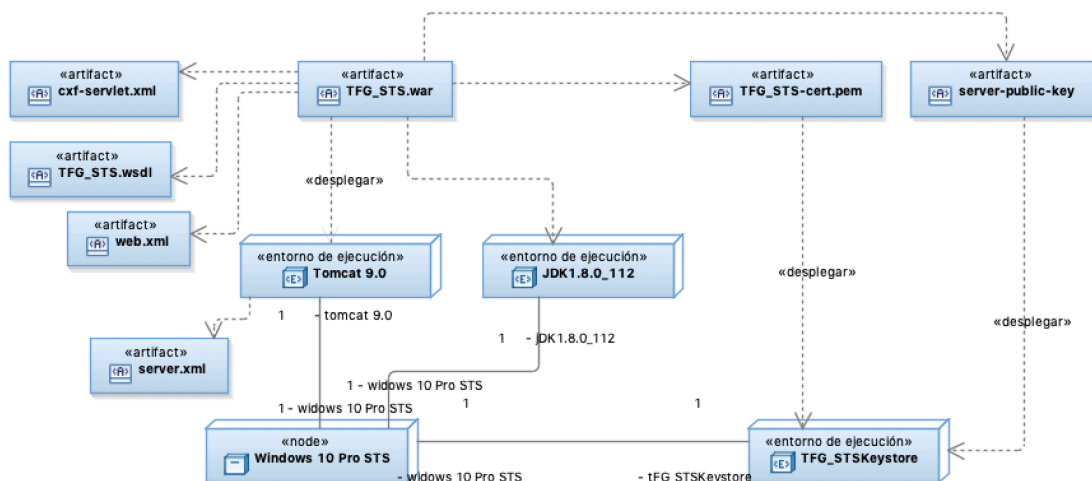 «artifact»
cxf-servlet.xml
«artifact»
TFG_STS.war
«artifact»
TFG_STS-cert.pem
«artifact»
server-public-key
«artifact»
TFG_STS.wsdl
«desplegar»
«artifact»
web.xml
«entorno de ejecución»
Tomcat 9.0
«entorno de ejecución»
JDK1.8.0_112
«desplegar»
1 - tomcat 9.0
«desplegar»
1 - jDK1.8.0_112
«artifact»
server.xml
1 - widows 10 Pro STS
1 - widows 10 Pro STS
1
1
«node»
Windows 10 Pro STS
«entorno de ejecución»
TFG_STSKeystore
- widows 10 Pro STS
- tFG_STSKeystore